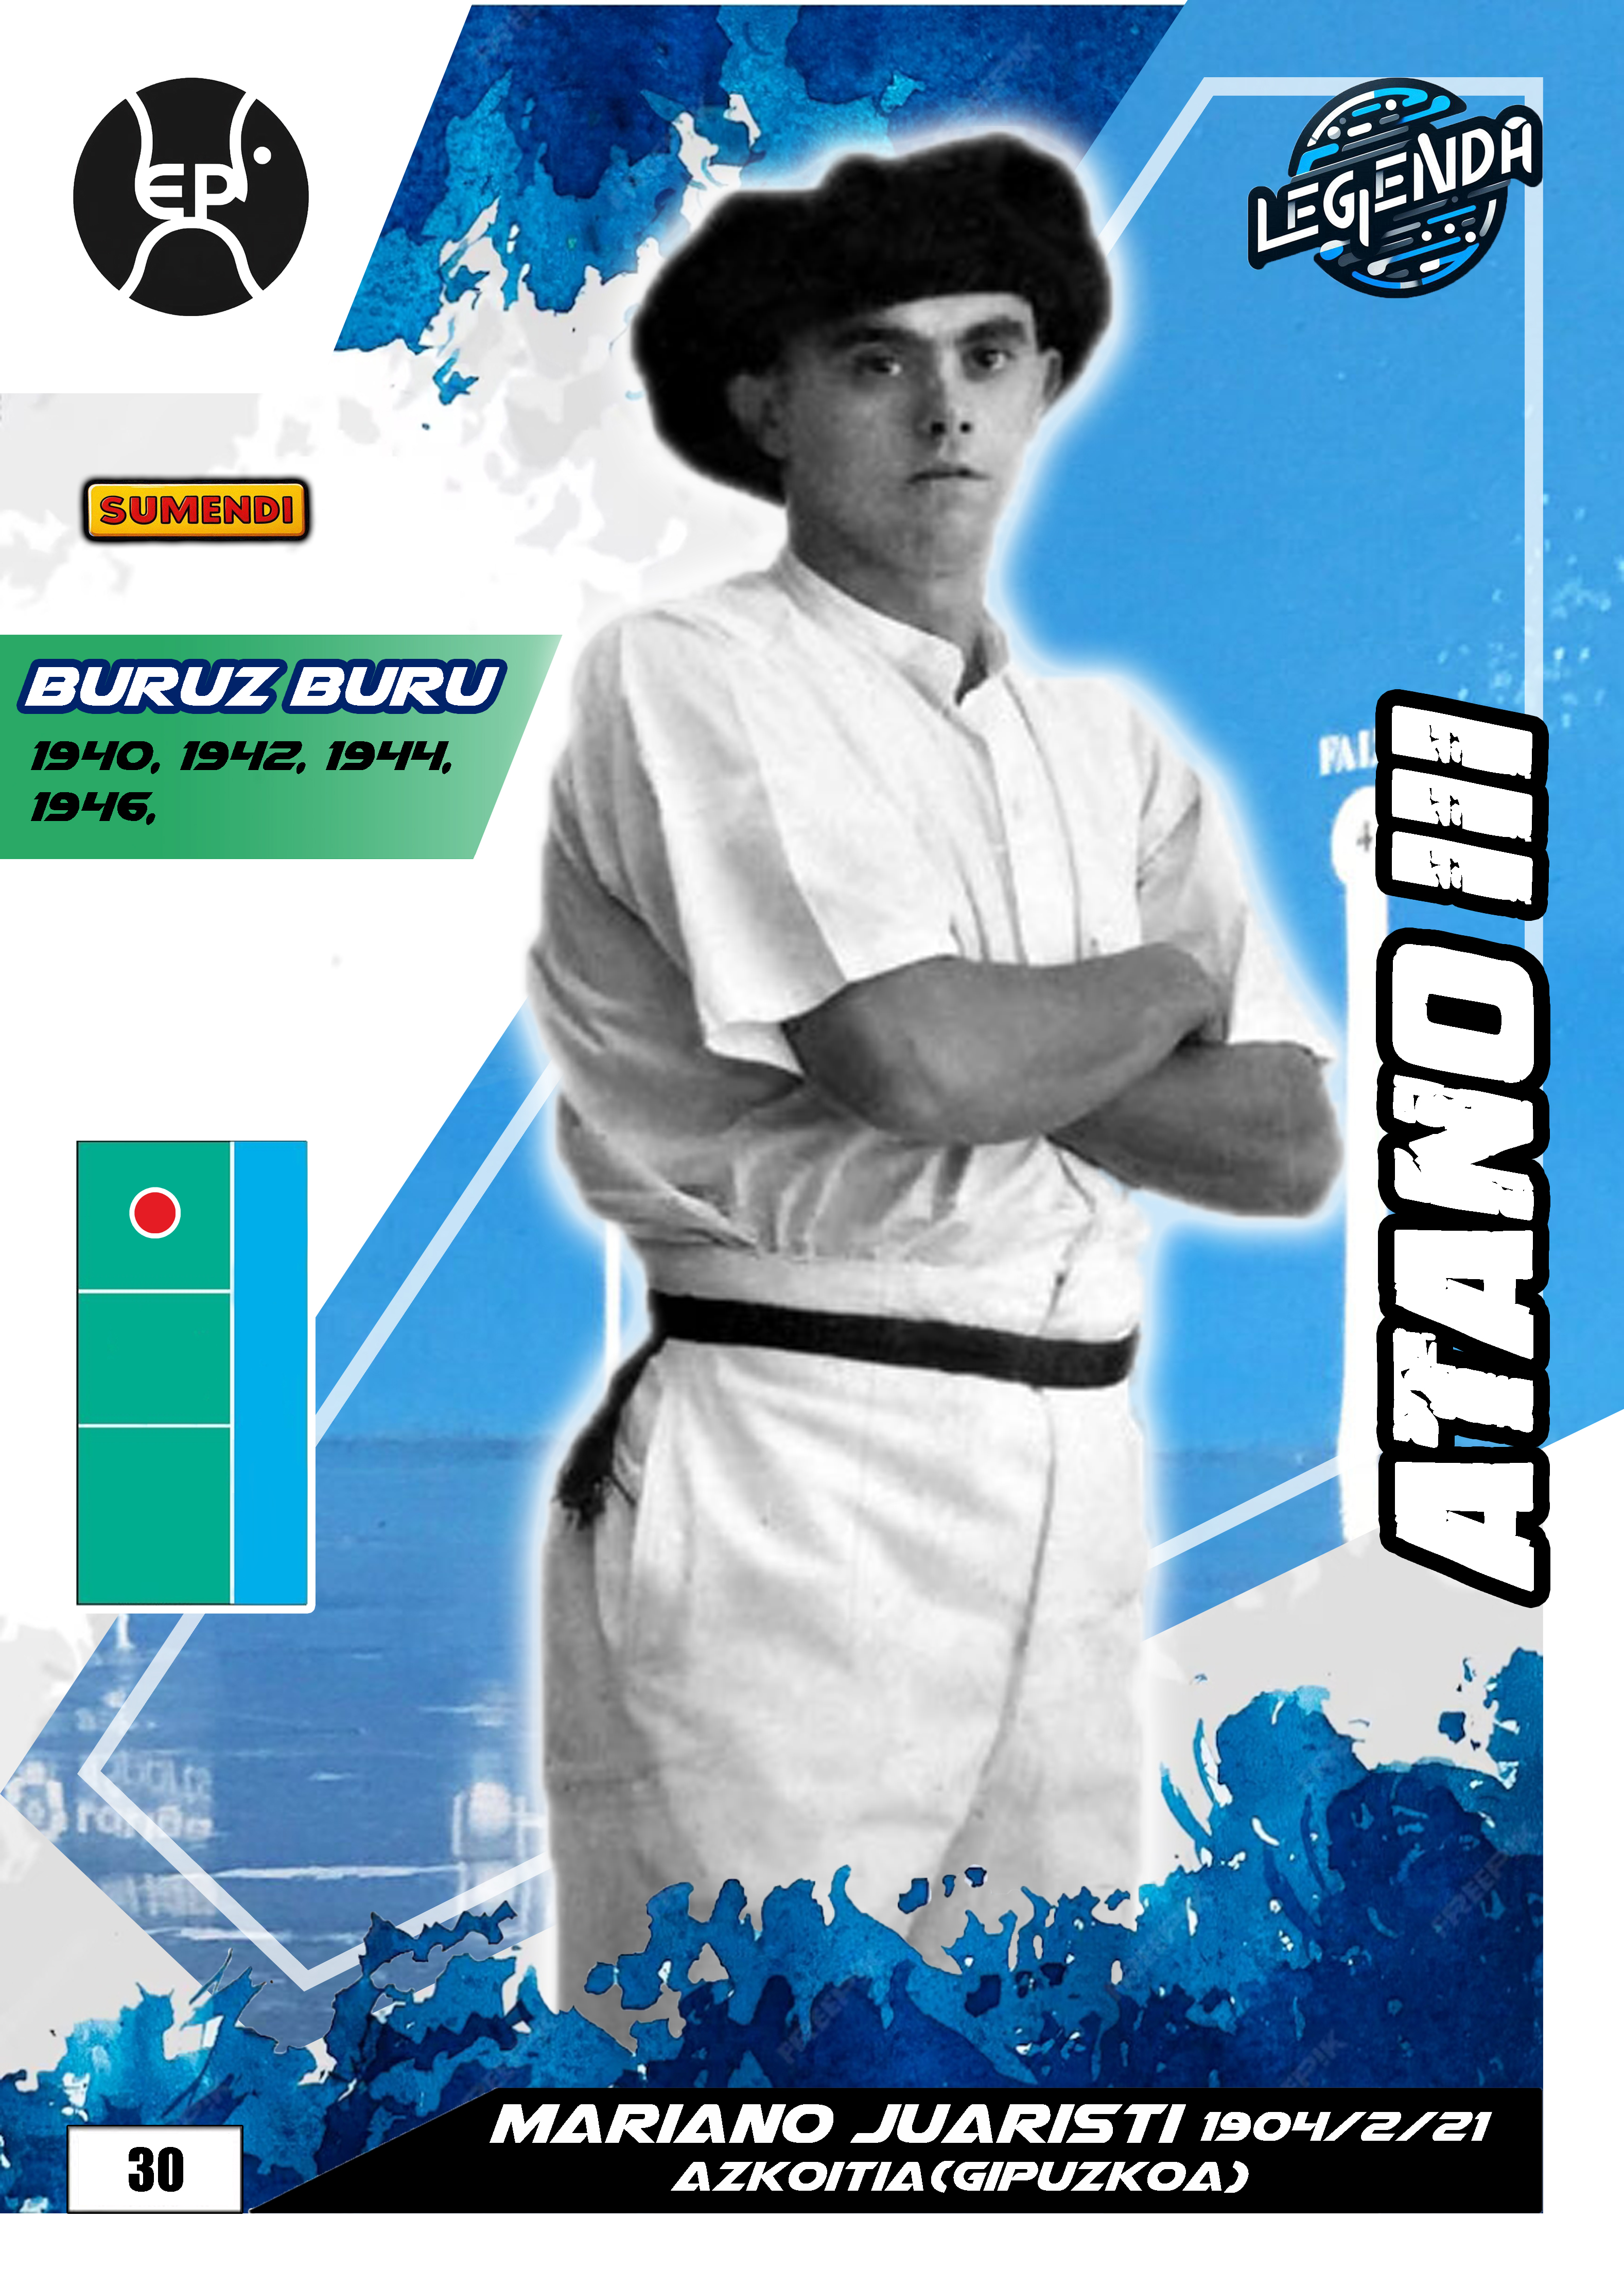 EP
LEGENDA
SUMENDI
BURUZ BURU
1940, 1942, 1944,
1946,
ATANO III
MARIANO JUARISTI 1904/2/21
AZKOITIA(GIPUZKOA)
30